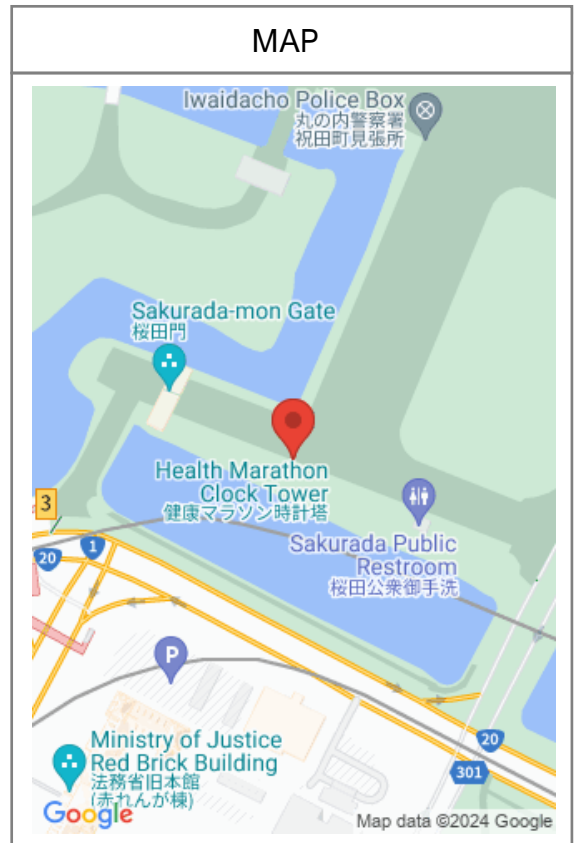 MAP
Iwaidacho Police Box
丸の内警察署
祝田町見張所
Sakurada-mon Gate
桜田門
Health Marathon
Clock Tower
健康マラソン時計塔
3
Sakurada Public
Restroom
桜田公衆御手洗
20
1
P
Ministry of Justice
Red Brick Building
法務省旧本館
(赤れんが棟)
20
301
Google
Map data ©2024 Google